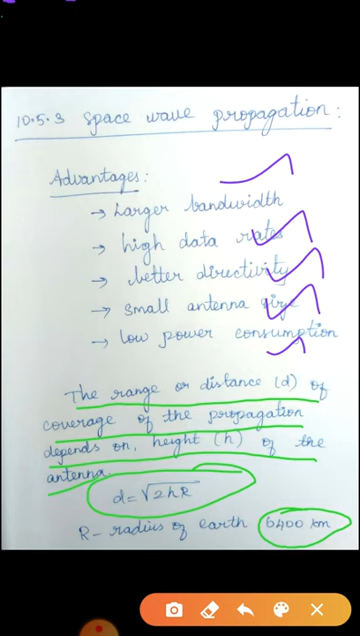 10.5.3 Space wave propagation:
Advantages:
→ Larger bandwidth
→ high data rates
→ better directivity
→ small antenna size
→ low power consumption
The range or distance (d) of
coverage of the propagation
depends on, height (h) of the
antenna.
d = √2hR
R - radius of earth 6400 km